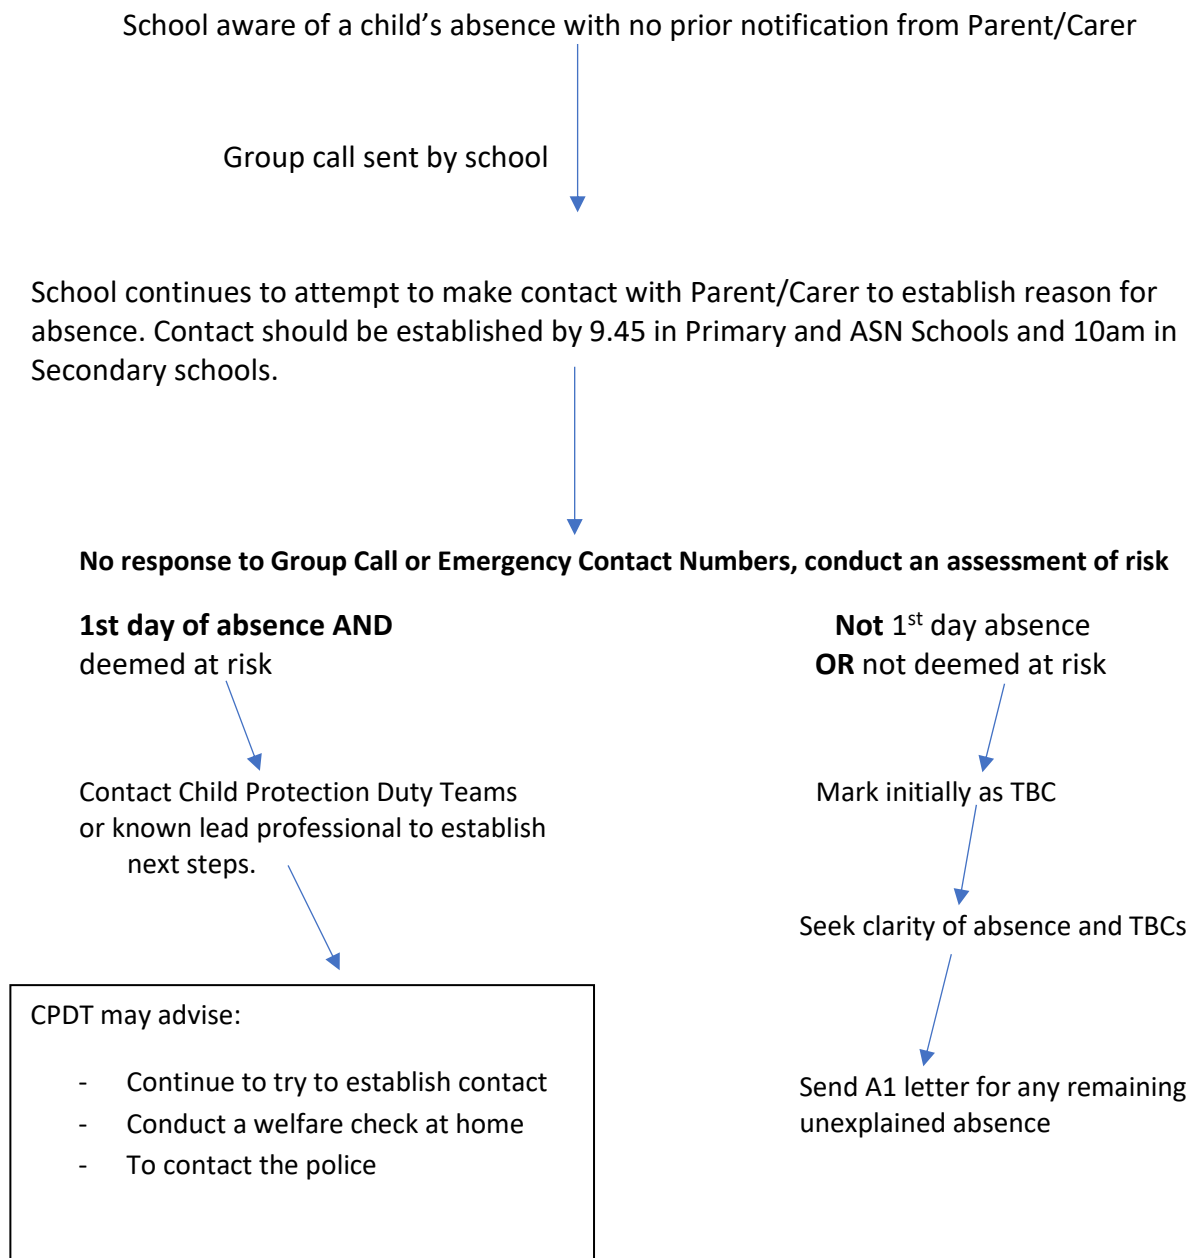 School aware of a child’s absence with no prior notification from Parent/Carer
Group call sent by school
School continues to attempt to make contact with Parent/Carer to establish reason for
absence. Contact should be established by 9.45 in Primary and ASN Schools and 10am in
Secondary schools.
No response to Group Call or Emergency Contact Numbers, conduct an assessment of risk
1st day of absence AND
deemed at risk
Contact Child Protection Duty Teams
or known lead professional to establish
next steps.
CPDT may advise:
- Continue to try to establish contact
- Conduct a welfare check at home
- To contact the police
Not 1st day absence
OR not deemed at risk
Mark initially as TBC
Seek clarity of absence and TBCs
Send A1 letter for any remaining
unexplained absence